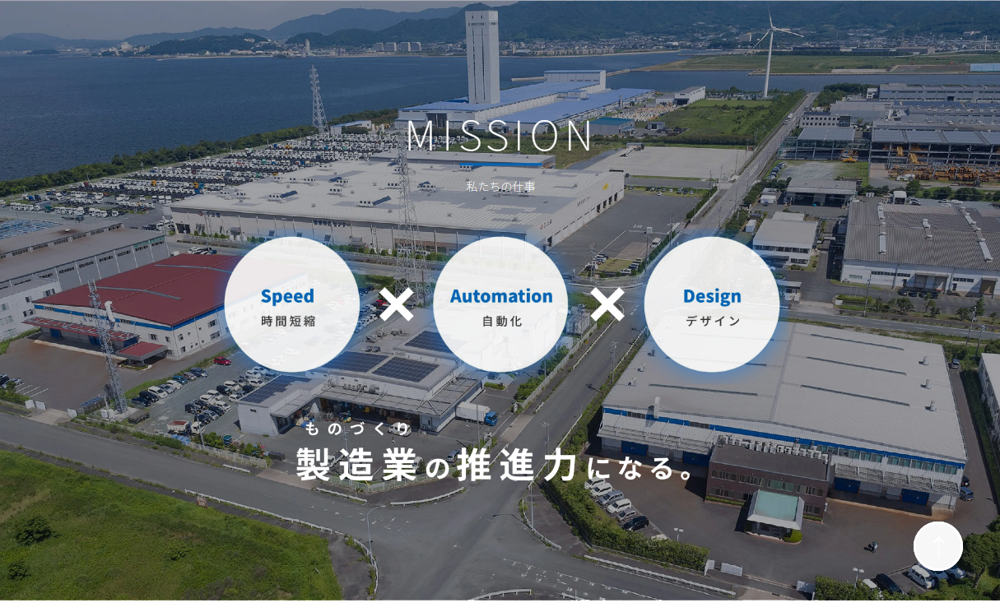 MISSION
私たちの仕事
Speed
時間短縮
×
Automation
自動化
×
Design
デザイン
ものづくり
製造業の推進力になる。
↑